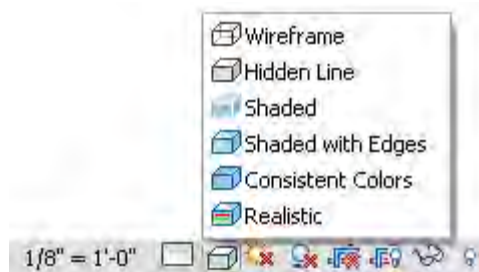 Wireframe
Hidden Line
Shaded
Shaded with Edges
Consistent Colors
Realistic
1/8" = 1'-0"